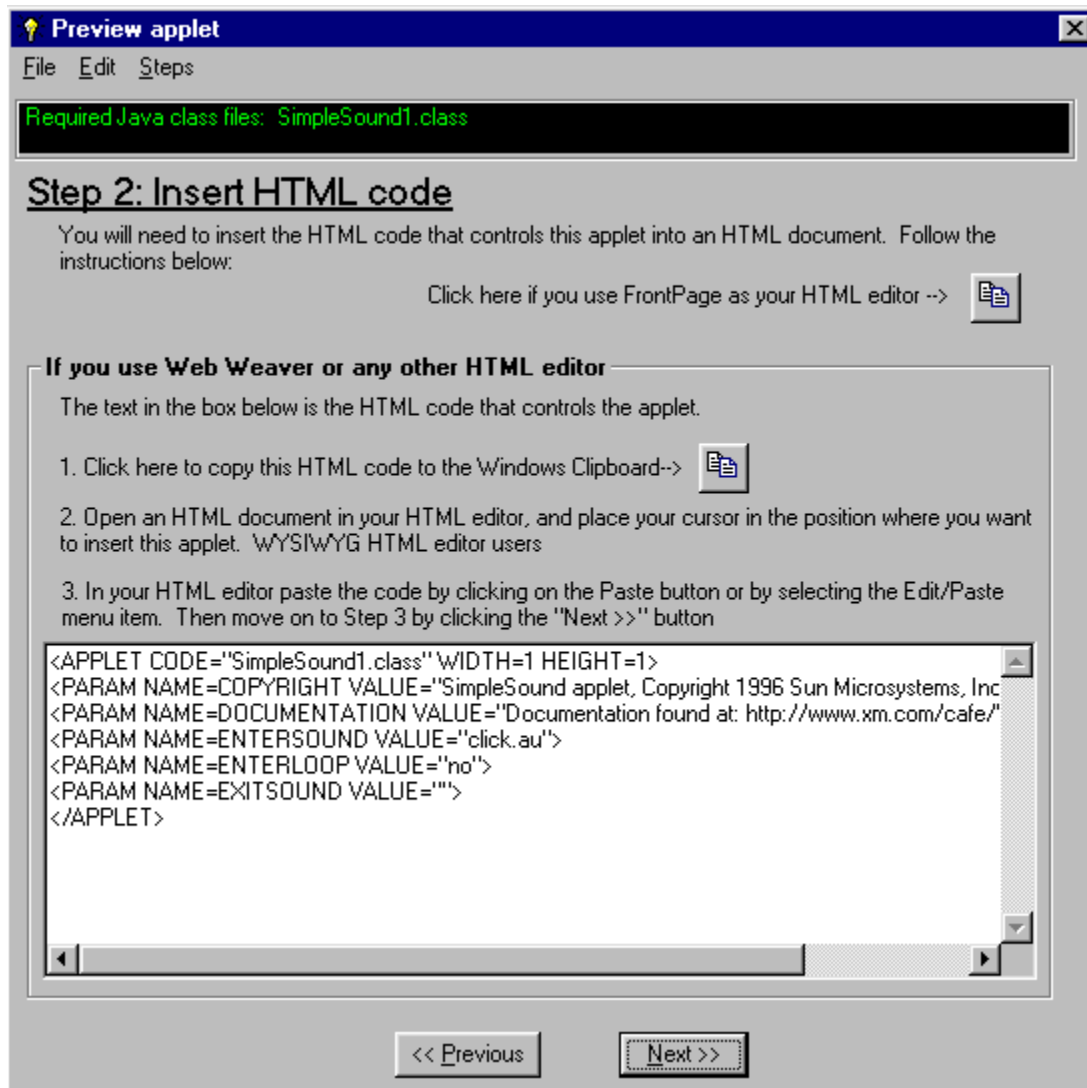 Preview applet
File Edit Steps
Required Java class files: SimpleSound1.class
Step 2: Insert HTML code
You will need to insert the HTML code that controls this applet into an HTML document. Follow the
instructions below:
Click here if you use FrontPage as your HTML editor -->
If you use Web Weaver or any other HTML editor
The text in the box below is the HTML code that controls the applet.
1. Click here to copy this HTML code to the Windows Clipboard-->
2. Open an HTML document in your HTML editor, and place your cursor in the position where you want
to insert this applet. WYSIWYG HTML editor users
3. In your HTML editor paste the code by clicking on the Paste button or by selecting the Edit/Paste
menu item. Then move on to Step 3 by clicking the "Next >>" button
<APPLET CODE="SimpleSound1.class" WIDTH=1 HEIGHT=1>
<PARAM NAME=COPYRIGHT VALUE="SimpleSound applet, Copyright 1996 Sun Microsystems, Inc
<PARAM NAME=DOCUMENTATION VALUE="Documentation found at: http://www.xm.com/cafe/"
<PARAM NAME=ENTERSOUND VALUE="click.au">
<PARAM NAME=ENTERLOOP VALUE="no">
<PARAM NAME=EXITSOUND VALUE="">
</APPLET>
<< Previous
Next >>